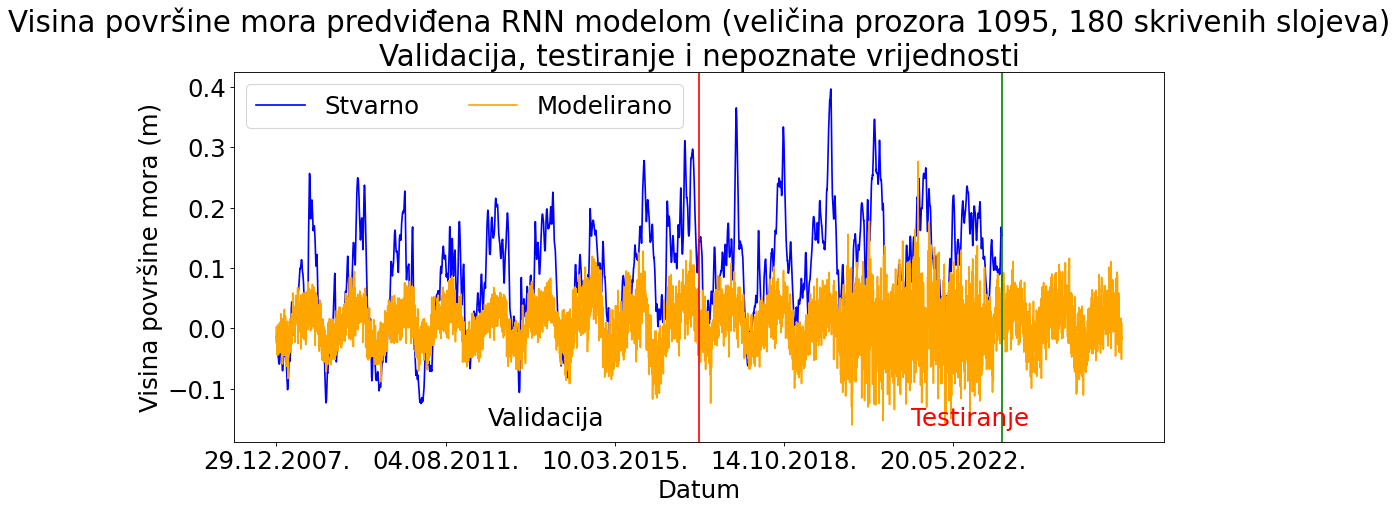 Visina površine mora predviđena RNN modelom (veličina prozora 1095, 180 skrivenih slojeva)
Validacija, testiranje i nepoznate vrijednosti
Stvarno
Modelirano
Visina površine mora (m)
0.4
0.3
0.2
0.1
0.0
−0.1
Validacija
Testiranje
29.12.2007.
04.08.2011.
10.03.2015.
14.10.2018.
20.05.2022.
Datum